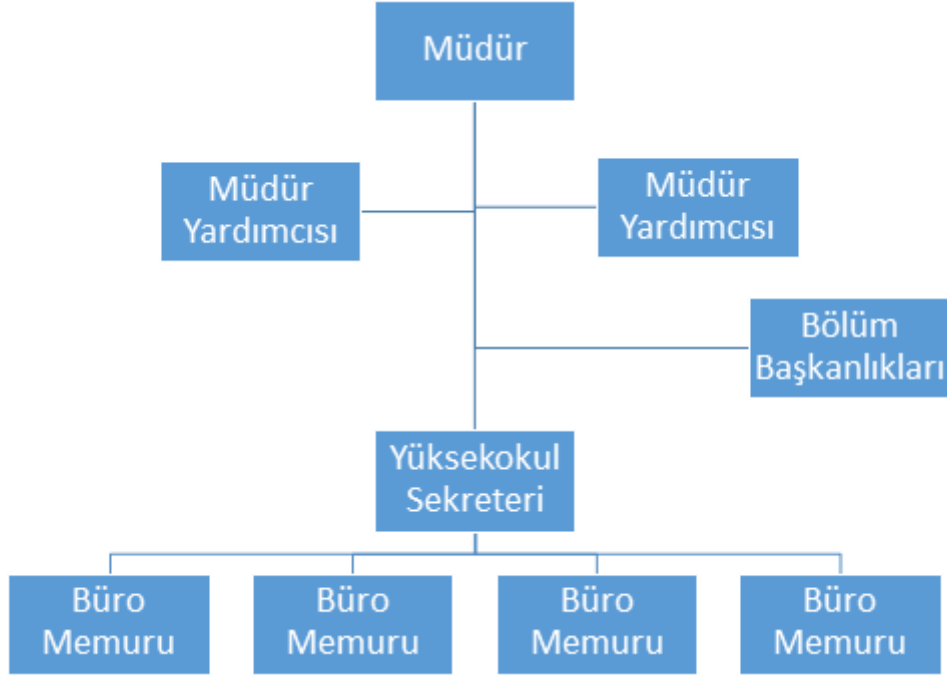 Müdür
Müdür
Yardımcısı
Müdür
Yardımcısı
Bölüm
Başkanlıkları
Yüksekokul
Sekreteri
Büro
Memuru
Büro
Memuru
Büro
Memuru
Büro
Memuru